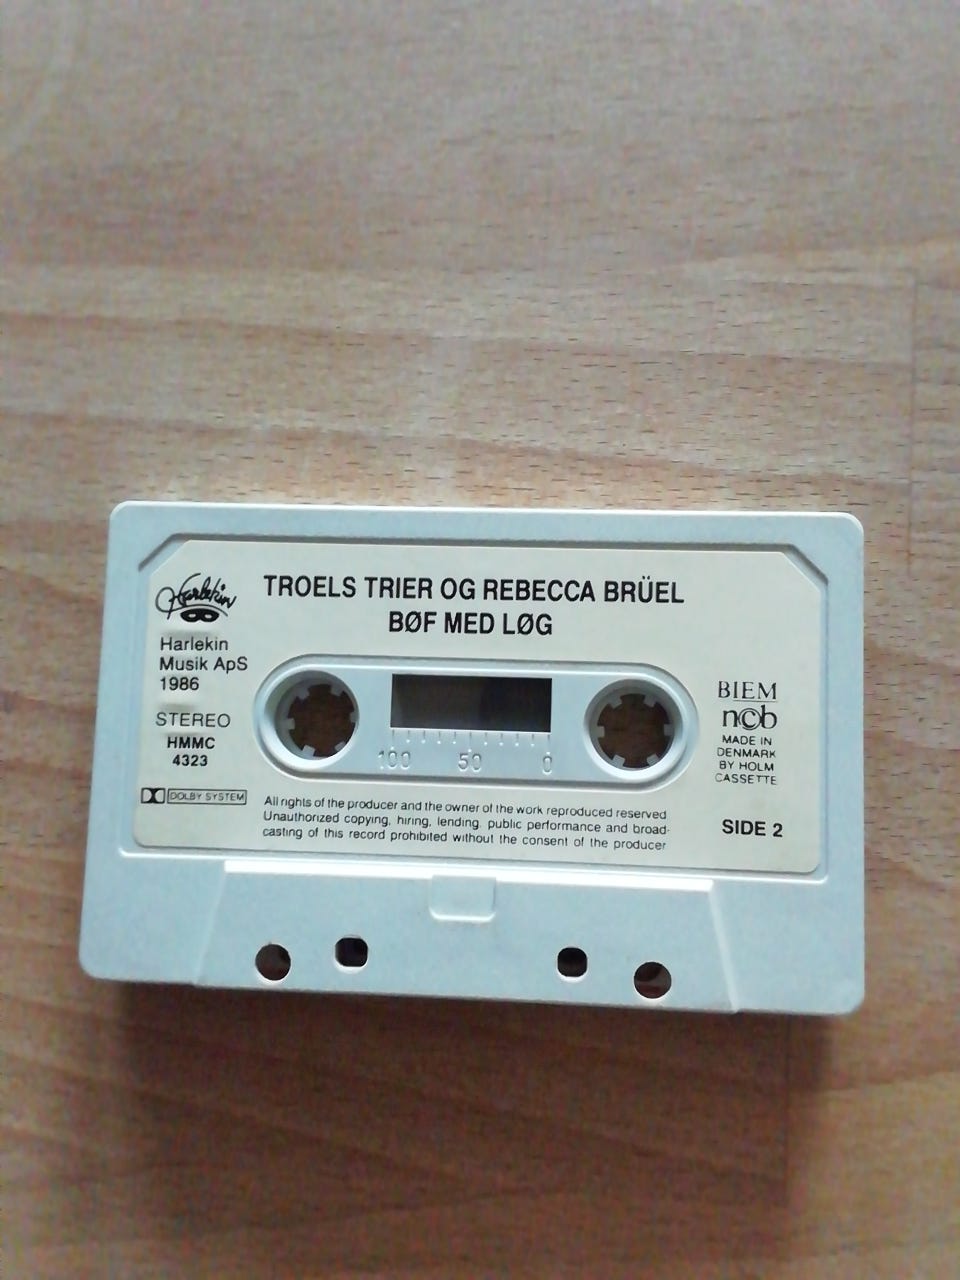 TROELS TRIER OG REBECCA BRÜEL
BØF MED LØG
Harlekin
Harlekin
Musik ApS
1986
STEREO
HMMC
4323
DOLBY SYSTEM
100 50 0
BIEM
n©b
MADE IN
DENMARK
BY HOLM
CASSETTE
SIDE 2
All rights of the producer and the owner of the work reproduced reserved
Unauthorized copying, hiring, lending, public performance and broad-
casting of this record prohibited without the consent of the producer